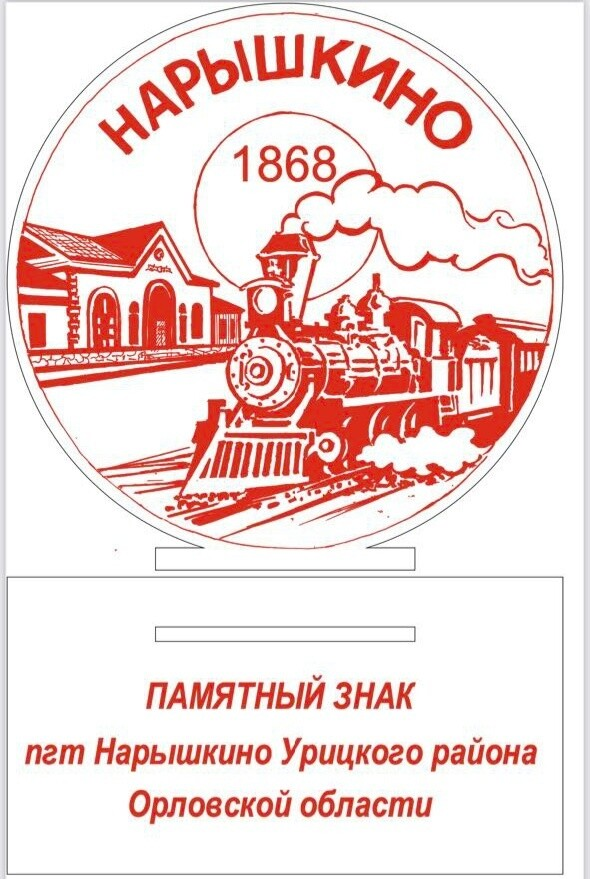 НАРЫШКИНО
1868
ПАМЯТНЫЙ ЗНАК
пгт Нарышкино Урицкого района
Орловской области